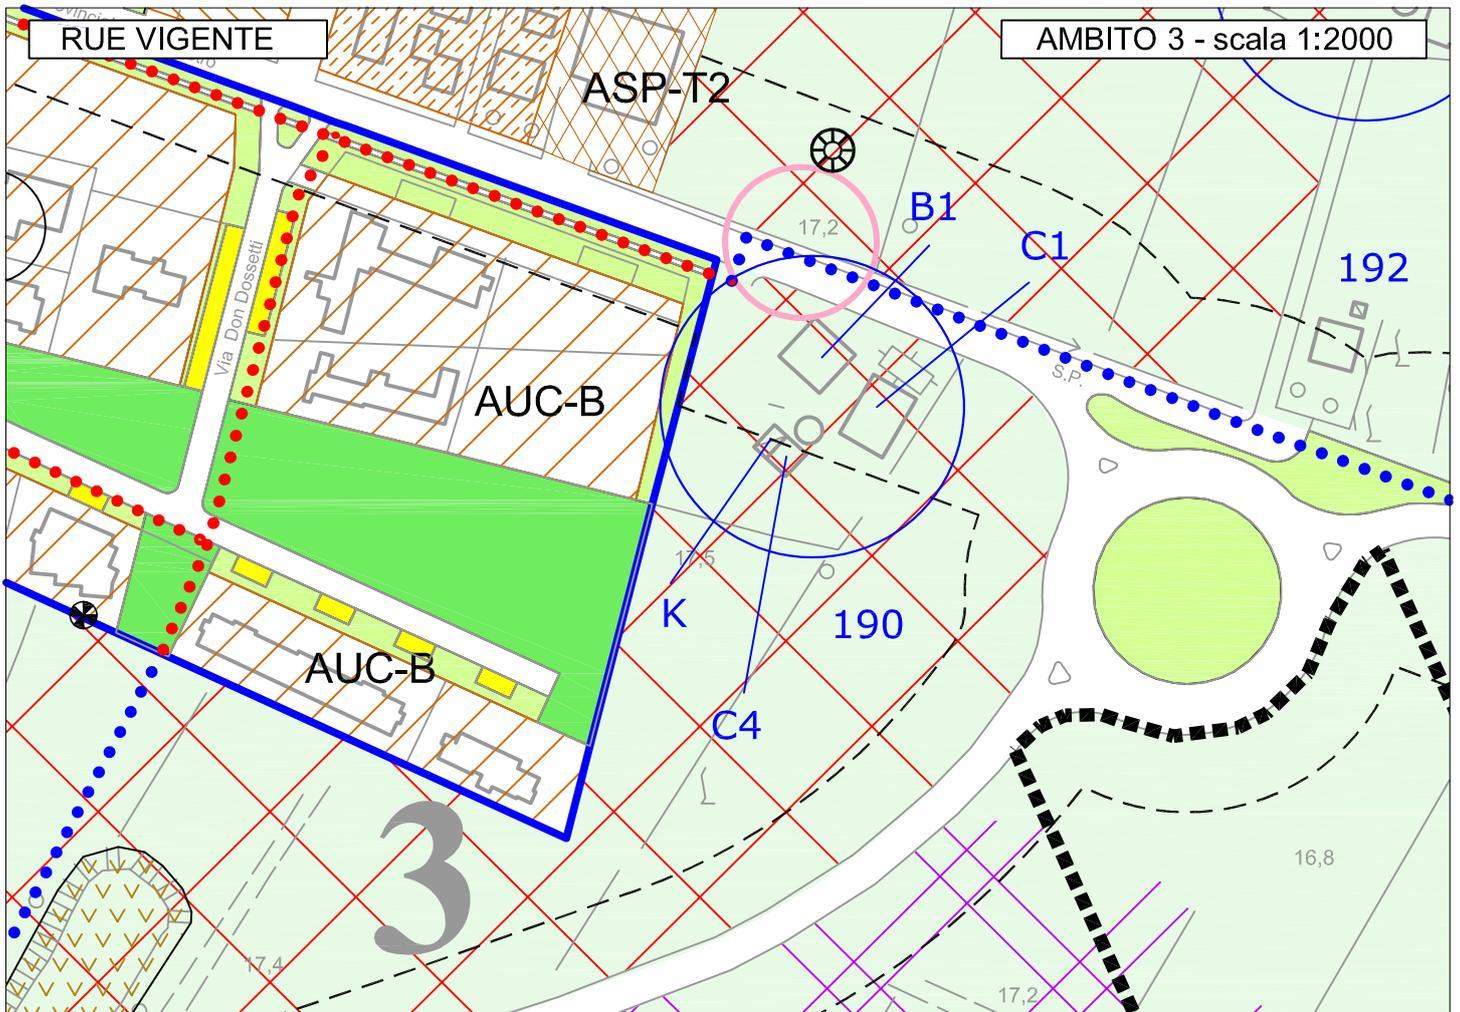 RUE VIGENTE
AMBITO 3 - scala 1:2000
ASP-T2
17,2
B1
C1
192
Via Don Dossetti
AUC-B
S.P.
17,5
K
190
AUC-B
C4
3
16,8
17,4
17,2